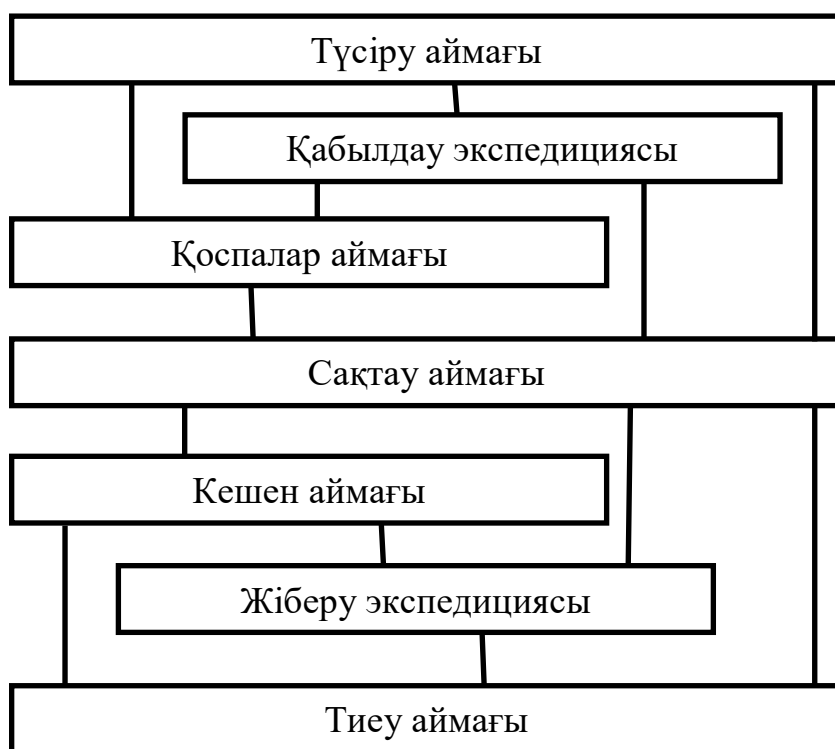 Түсіру аймағы
Қабылдау экспедициясы
Қоспалар аймағы
Сақтау аймағы
Кешен аймағы
Жіберу экспедициясы
Тиеу аймағы